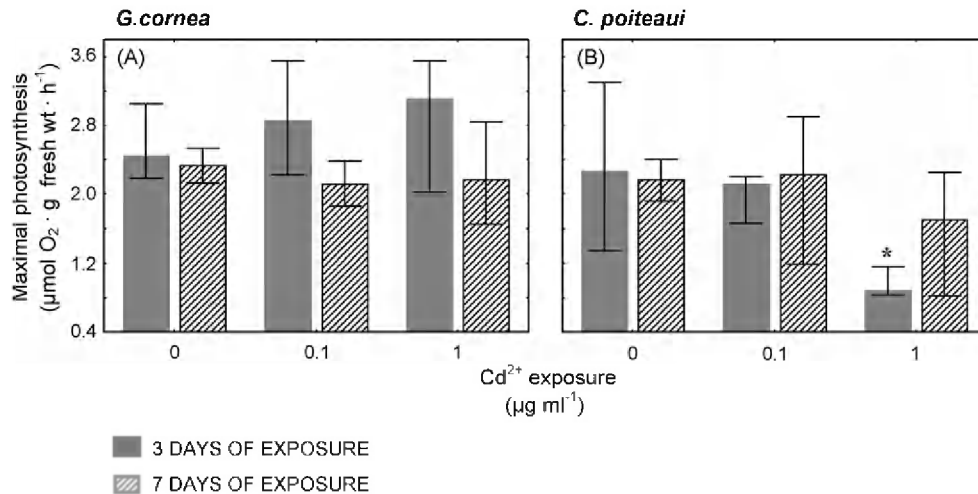 G.cornea
C. poiteaui
(A)
(B)
3.6
2.8
2.0
1.2
0.4
Maximal photosynthesis
(µmol O₂ · g fresh wt · h⁻¹)
*
0 0.1 1
0 0.1 1
Cd²⁺ exposure
(µg ml⁻¹)
3 DAYS OF EXPOSURE
7 DAYS OF EXPOSURE